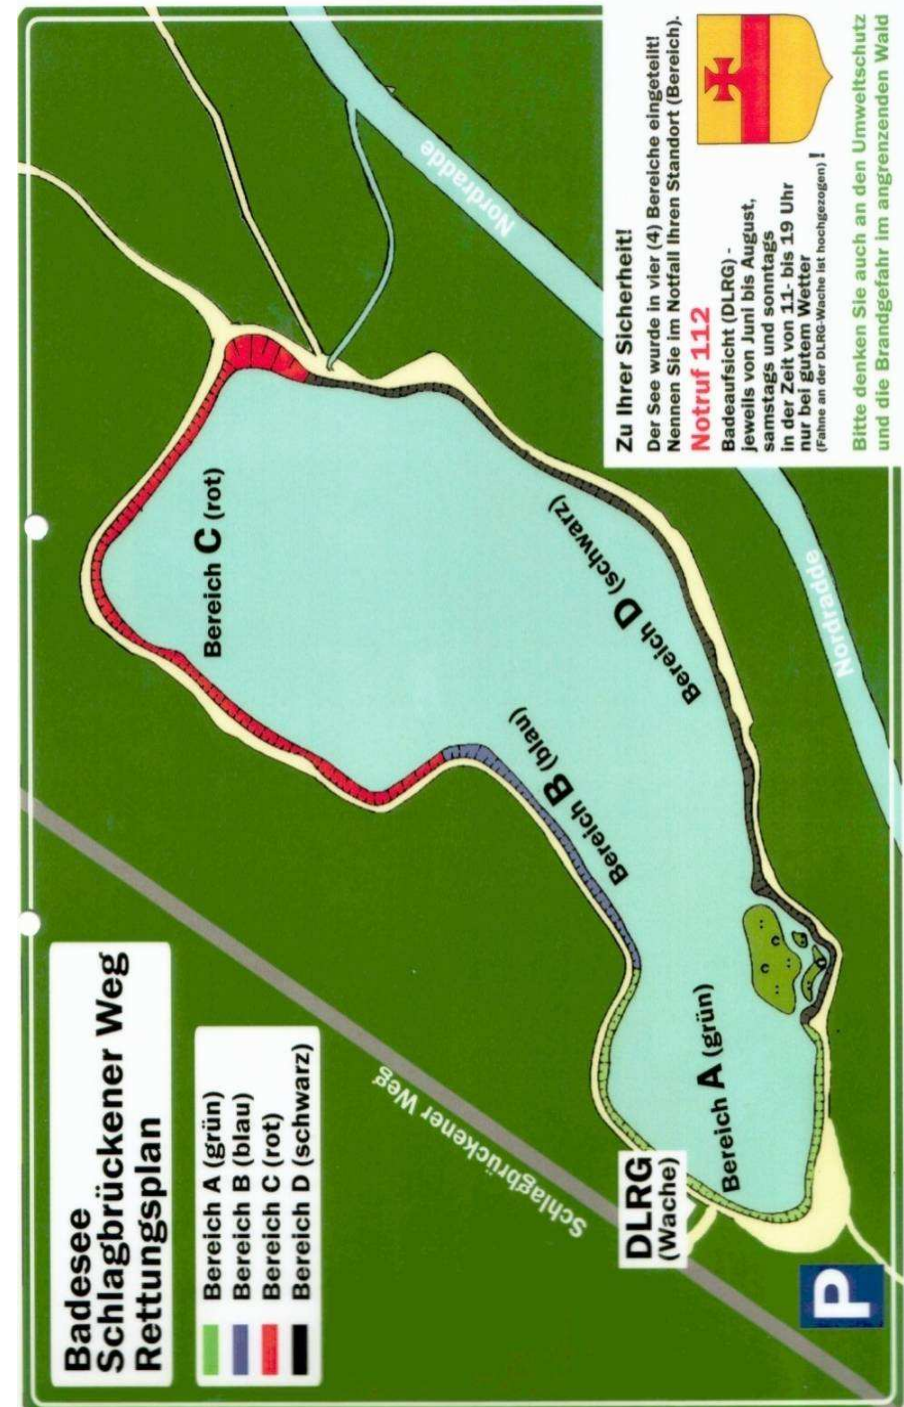 Badesee
Schlagbrückener Weg
Rettungsplan
Bereich A (grün)
Bereich B (blau)
Bereich C (rot)
Bereich D (schwarz)
Schlagbrückener Weg
DLRG
(Wache)
P
Bereich A (grün)
Bereich B (blau)
Bereich C (rot)
Bereich D (schwarz)
Nordradde
Nordradde
Zu Ihrer Sicherheit!
Der See wurde in vier (4) Bereiche eingeteilt!
Nennen Sie im Notfall Ihren Standort (Bereich).
Notruf 112
Badeaufsicht (DLRG) -
jeweils von Juni bis August,
samstags und sonntags
in der Zeit von 11- bis 19 Uhr
nur bei gutem Wetter
(Fahne an der DLRG-Wache ist hochgezogen) !
Bitte denken Sie auch an den Umweltschutz
und die Brandgefahr im angrenzenden Wald